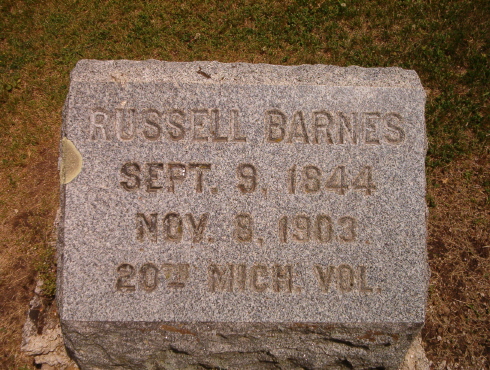 RUSSELL BARNES
SEPT. 9, 1844
NOV. 8, 1903.
20TH MICH. VOL.